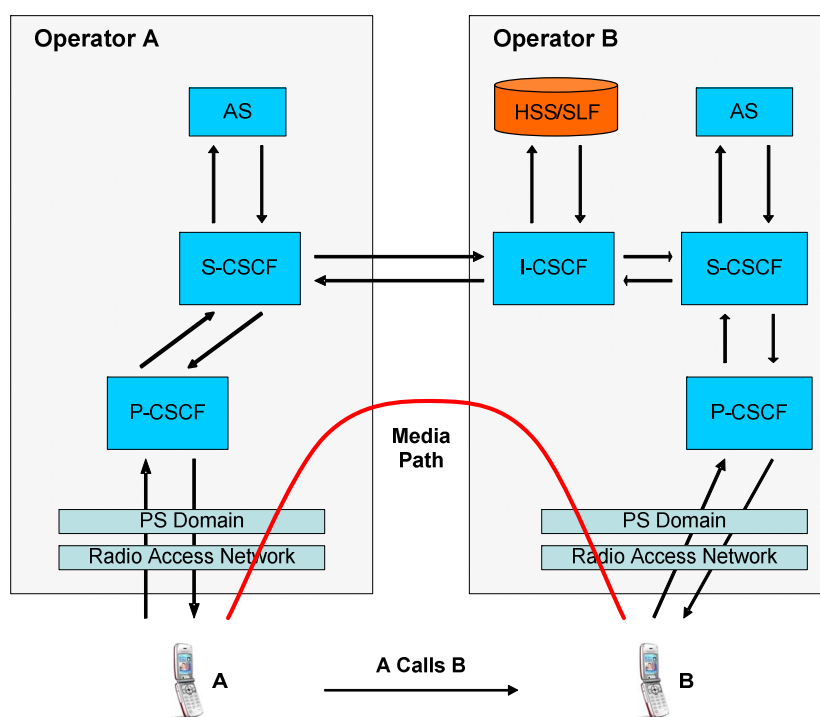 Operator A
Operator B
AS
HSS/SLF
AS
S-CSCF
I-CSCF
S-CSCF
P-CSCF
P-CSCF
Media
Path
PS Domain
PS Domain
Radio Access Network
Radio Access Network
A Calls B
A
B